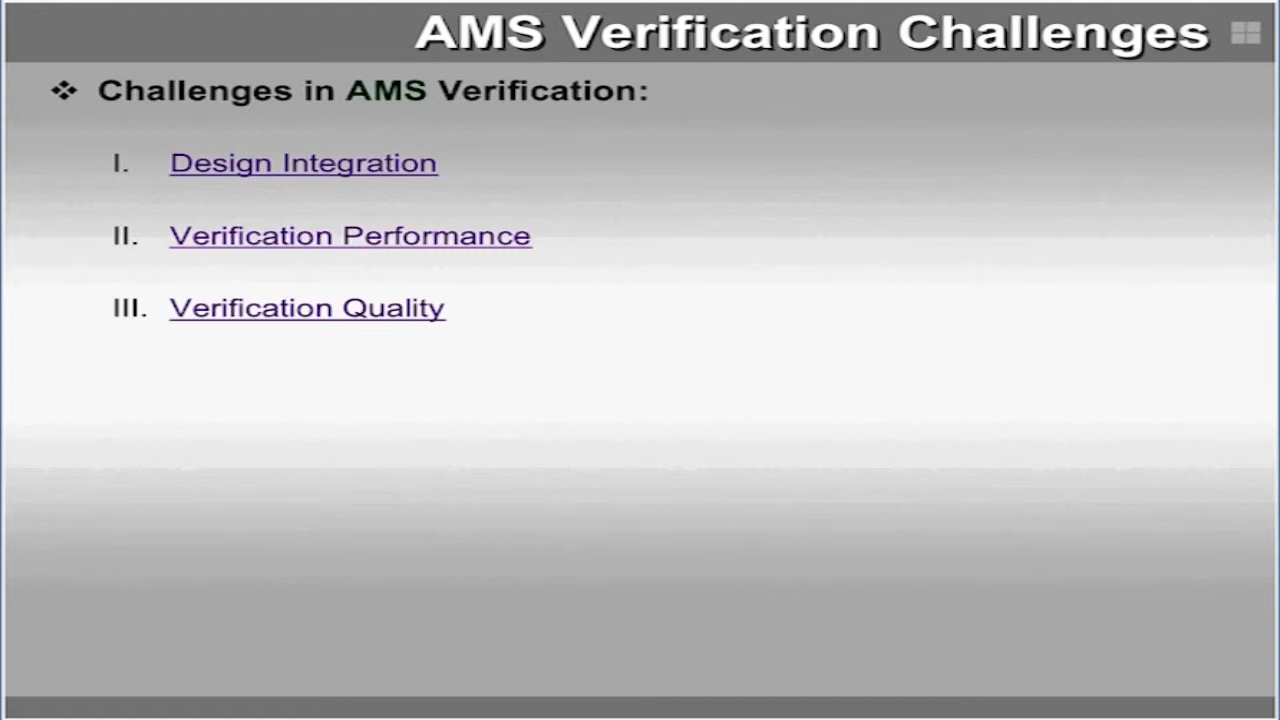 AMS Verification Challenges
❖ Challenges in AMS Verification:
I. Design Integration
II. Verification Performance
III. Verification Quality